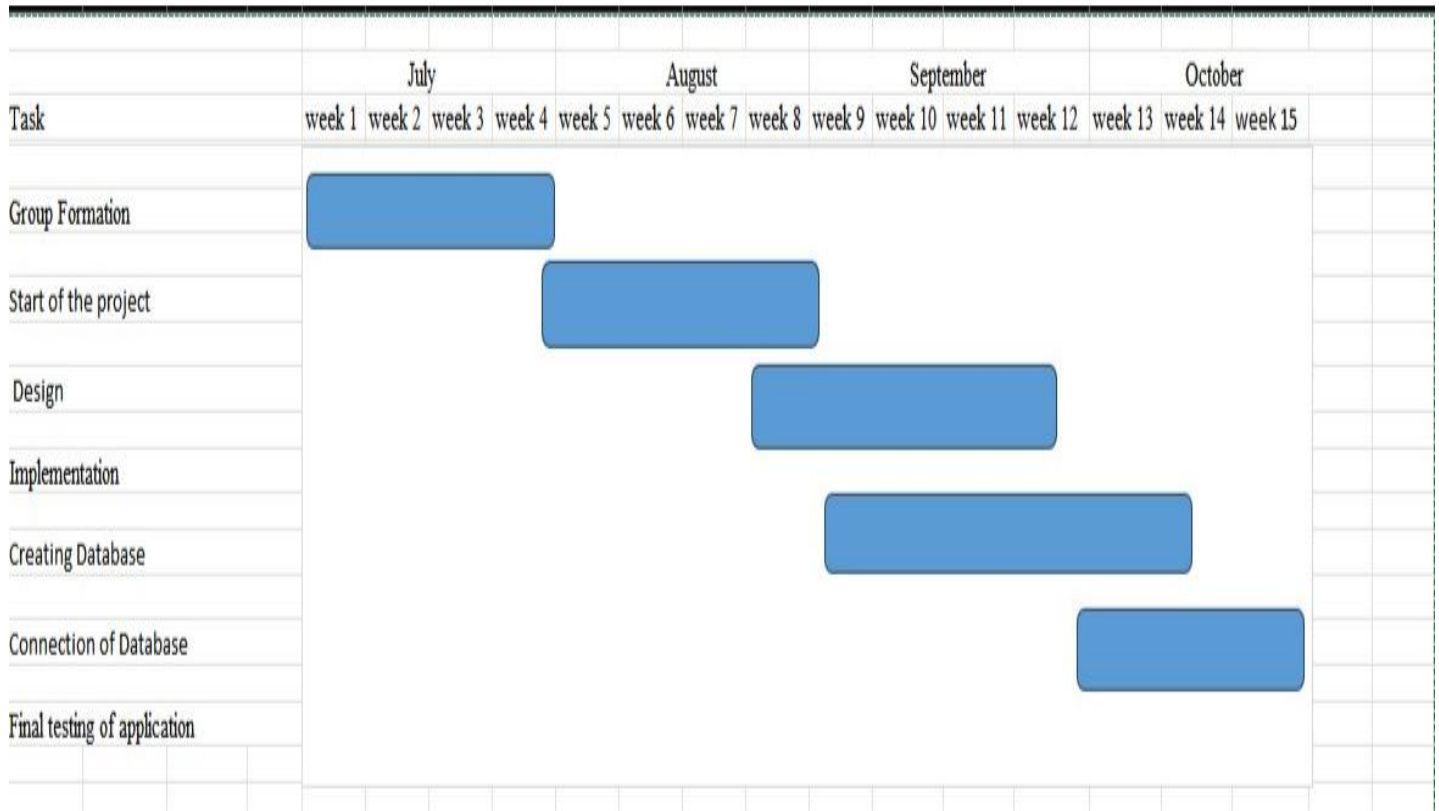 July August September October
Task week 1 week 2 week 3 week 4 week 5 week 6 week 7 week 8 week 9 week 10 week 11 week 12 week 13 week 14 week 15
Group Formation
Start of the project
Design
Implementation
Creating Database
Connection of Database
Final testing of application